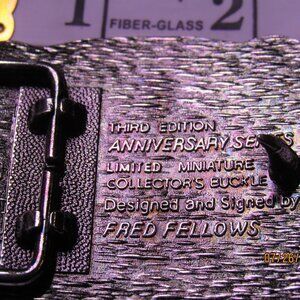 1 2
FIBER-GLASS
THIRD EDITION
ANNIVERSARY SERIES
LIMITED MINIATURE
COLLECTOR'S BUCKLE
Designed and Signed by
FRED FELLOWS